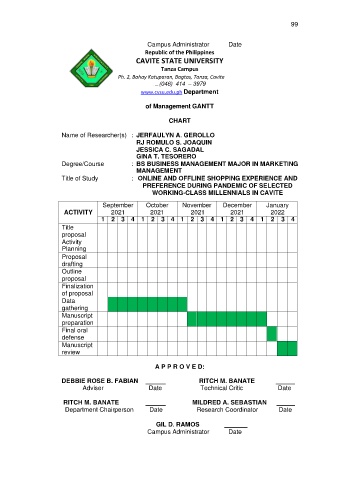 99
Campus Administrator Date
Republic of the Philippines
CAVITE STATE UNIVERSITY
Tanza Campus
Ph. 2, Bahay Katuparan, Bagtas, Tanza, Cavite
(046) 414 – 3979
www.cvsu.edu.ph Department
of Management GANTT
CHART
Name of Researcher(s) : JERFAULYN A. GEROLLO
RJ ROMULO S. JOAQUIN
JESSICA C. SAGADAL
GINA T. TESORERO
Degree/Course : BS BUSINESS MANAGEMENT MAJOR IN MARKETING
MANAGEMENT
Title of Study : ONLINE AND OFFLINE SHOPPING EXPERIENCE AND
PREFERENCE DURING PANDEMIC OF SELECTED
WORKING-CLASS MILLENNIALS IN CAVITE
ACTIVITY September 2021 October 2021 November 2021 December 2021 January 2022
1 2 3 4 1 2 3 4 1 2 3 4 1 2 3 4 1 2 3 4
Title
proposal
Activity
Planning
Proposal
drafting
Outline
proposal
Finalization
of proposal
Data
gathering
Manuscript
preparation
Final oral
defense
Manuscript
review
A P P R O V E D:
DEBBIE ROSE B. FABIAN RITCH M. BANATE
Adviser Date Technical Critic Date
RITCH M. BANATE MILDRED A. SEBASTIAN
Department Chairperson Date Research Coordinator Date
GIL D. RAMOS
Campus Administrator Date